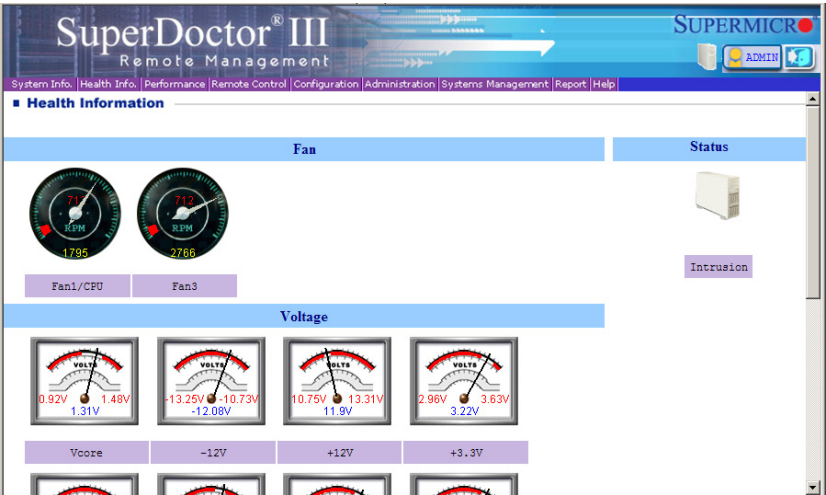 SuperDoctor® III
Remote Management
SUPERMICR
ADMIN
System Info. | Health Info. | Performance | Remote Control | Configuration | Administration | Systems Management | Report | Help
Health Information
Fan
Status
712
RPM
2766
1795
RPM
Fan1/CPU
Fan3
Intrusion
Voltage
VOLTS
0.92V 1.48V
1.31V
VOLTS
-13.25V -10.73V
-12.08V
VOLTS
10.75V 13.31V
11.9V
VOLTS
2.96V 3.63V
3.22V
Vcore
-12V
+12V
+3.3V